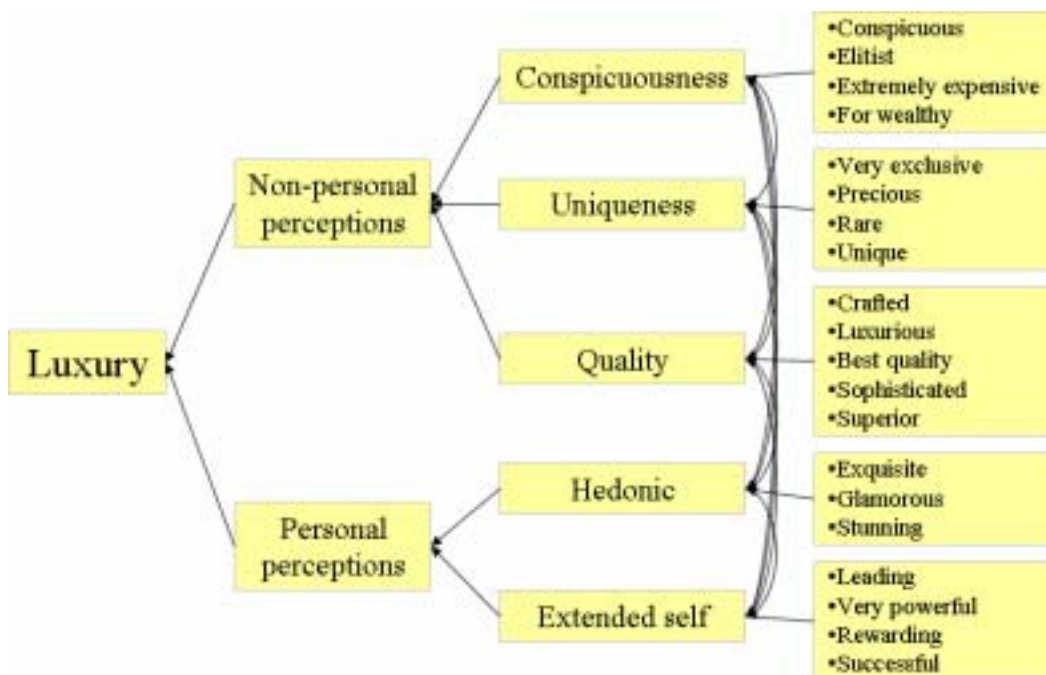 Luxury
Non-personal
perceptions
Personal
perceptions
Conspicuousness
Uniqueness
Quality
Hedonic
Extended self
•Conspicuous
•Elitist
•Extremely expensive
•For wealthy
•Very exclusive
•Precious
•Rare
•Unique
•Crafted
•Luxurious
•Best quality
•Sophisticated
•Superior
•Exquisite
•Glamorous
•Stunning
•Leading
•Very powerful
•Rewarding
•Successful